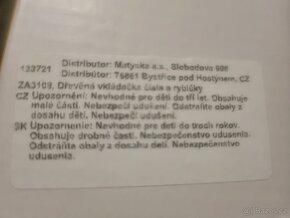 133721
Distributor: Matyska a.s., Slobodova 908
Distributor: 76861 Bystřice pod Hostýnem, CZ
ZA3109, Dřevěná vkládačka čísla a rybičky
CZ Upozornění: Nevhodné pro děti do tří let. Obsahuje
malé části. Nebezpečí udušení. Odstraňte obaly z
dosahu dětí. Nebezpečí udušení.
SK Upozornenie: Nevhodné pre deti do troch rokov.
Obsahuje drobné časti. Nebezpečenstvo udusenia.
Odstráňte obaly z dosahu detí. Nebezpečenstvo
udusenia.